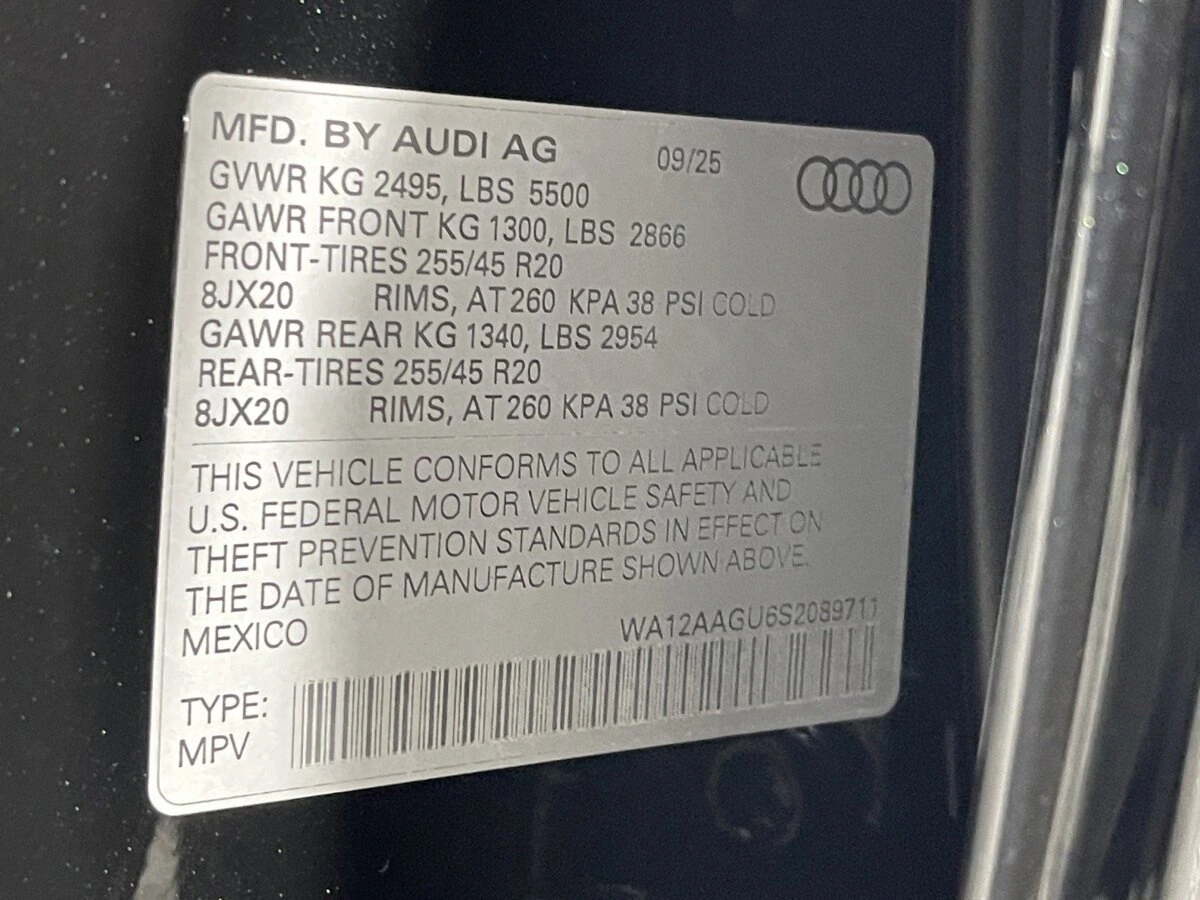 MFD. BY AUDI AG 09/25
GVWR KG 2495, LBS 5500
GAWR FRONT KG 1300, LBS 2866
FRONT-TIRES 255/45 R20
8JX20 RIMS, AT 260 KPA 38 PSI COLD
GAWR REAR KG 1340, LBS 2954
REAR-TIRES 255/45 R20
8JX20 RIMS, AT 260 KPA 38 PSI COLD
THIS VEHICLE CONFORMS TO ALL APPLICABLE
U.S. FEDERAL MOTOR VEHICLE SAFETY AND
THEFT PREVENTION STANDARDS IN EFFECT ON
THE DATE OF MANUFACTURE SHOWN ABOVE.
MEXICO WA12AAGU6S2089711
TYPE:
MPV